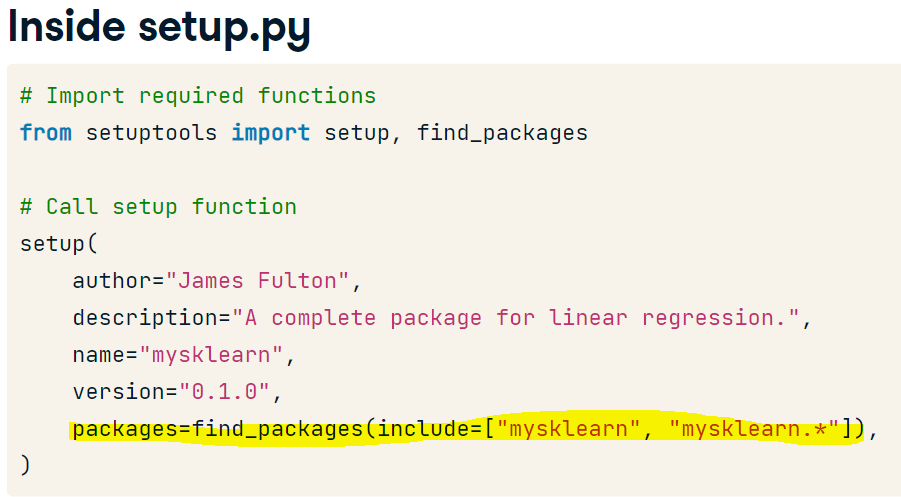 Inside setup.py
# Import required functions
from setuptools import setup, find_packages
# Call setup function
setup(
    author="James Fulton",
    description="A complete package for linear regression.",
    name="mysklearn",
    version="0.1.0",
    packages=find_packages(include=["mysklearn", "mysklearn.*"]),
)